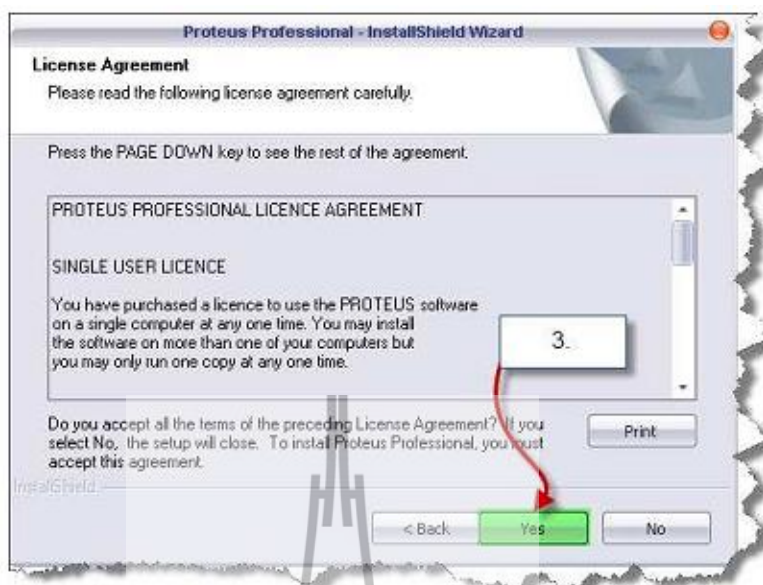 Proteus Professional - InstallShield Wizard
License Agreement
Please read the following license agreement carefully.
Press the PAGE DOWN key to see the rest of the agreement.
PROTEUS PROFESSIONAL LICENCE AGREEMENT
SINGLE USER LICENCE
You have purchased a licence to use the PROTEUS software
on a single computer at any one time. You may install
the software on more than one of your computers but
you may only run one copy at any one time.
3.
Do you accept all the terms of the preceding License Agreement? If you
select No, the setup will close. To install Proteus Professional, you must
accept this agreement.
Print
InstallShield
< Back
Yes
No